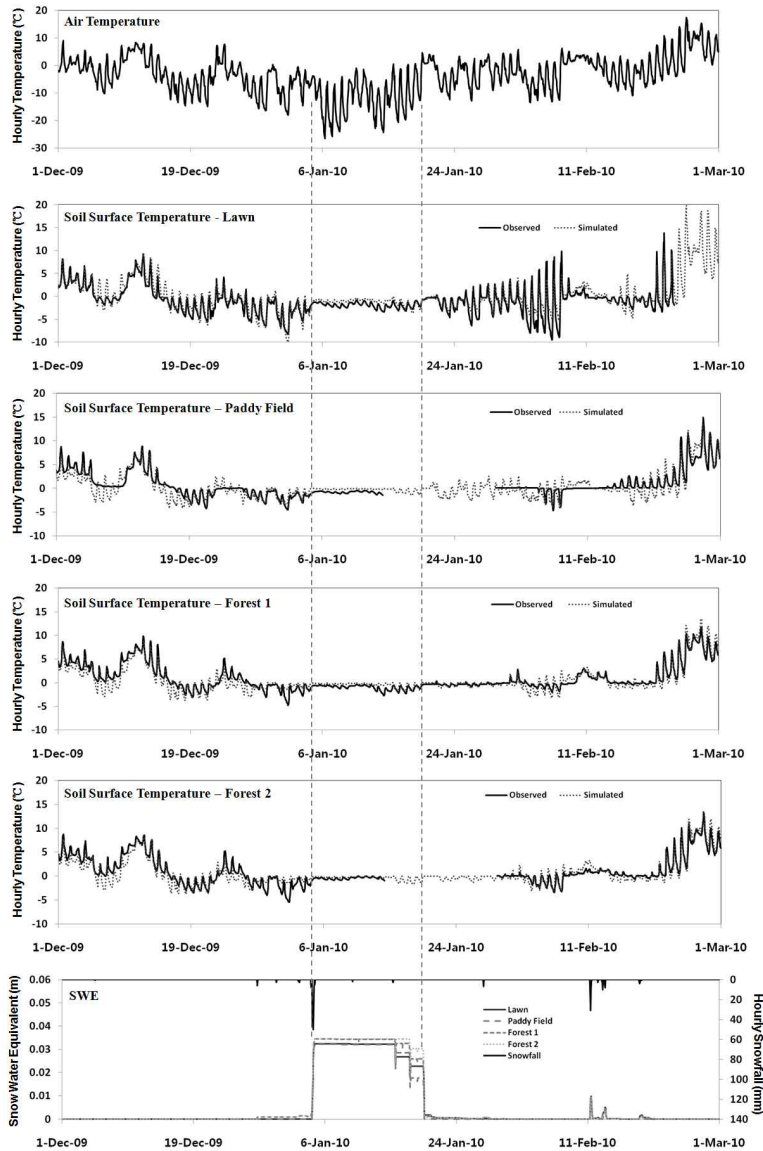 Air Temperature
Hourly Temperature (℃)
20
10
0
-10
-20
-30
1-Dec-09 19-Dec-09 6-Jan-10 24-Jan-10 11-Feb-10 1-Mar-10
Soil Surface Temperature - Lawn
Observed Simulated
Hourly Temperature (℃)
20
15
10
5
0
-5
-10
1-Dec-09 19-Dec-09 6-Jan-10 24-Jan-10 11-Feb-10 1-Mar-10
Soil Surface Temperature – Paddy Field
Observed Simulated
Hourly Temperature (℃)
20
15
10
5
0
-5
-10
1-Dec-09 19-Dec-09 6-Jan-10 24-Jan-10 11-Feb-10 1-Mar-10
Soil Surface Temperature – Forest 1
Observed Simulated
Hourly Temperature (℃)
20
15
10
5
0
-5
-10
1-Dec-09 19-Dec-09 6-Jan-10 24-Jan-10 11-Feb-10 1-Mar-10
Soil Surface Temperature – Forest 2
Observed Simulated
Hourly Temperature (℃)
20
15
10
5
0
-5
-10
1-Dec-09 19-Dec-09 6-Jan-10 24-Jan-10 11-Feb-10 1-Mar-10
SWE
Snow Water Equivalent (m)
0.06
0.05
0.04
0.03
0.02
0.01
0
Lawn
Paddy Field
Forest 1
Forest 2
Snowfall
0
20
40
60
80
100
120
140
Hourly Snowfall (mm)
1-Dec-09 19-Dec-09 6-Jan-10 24-Jan-10 11-Feb-10 1-Mar-10